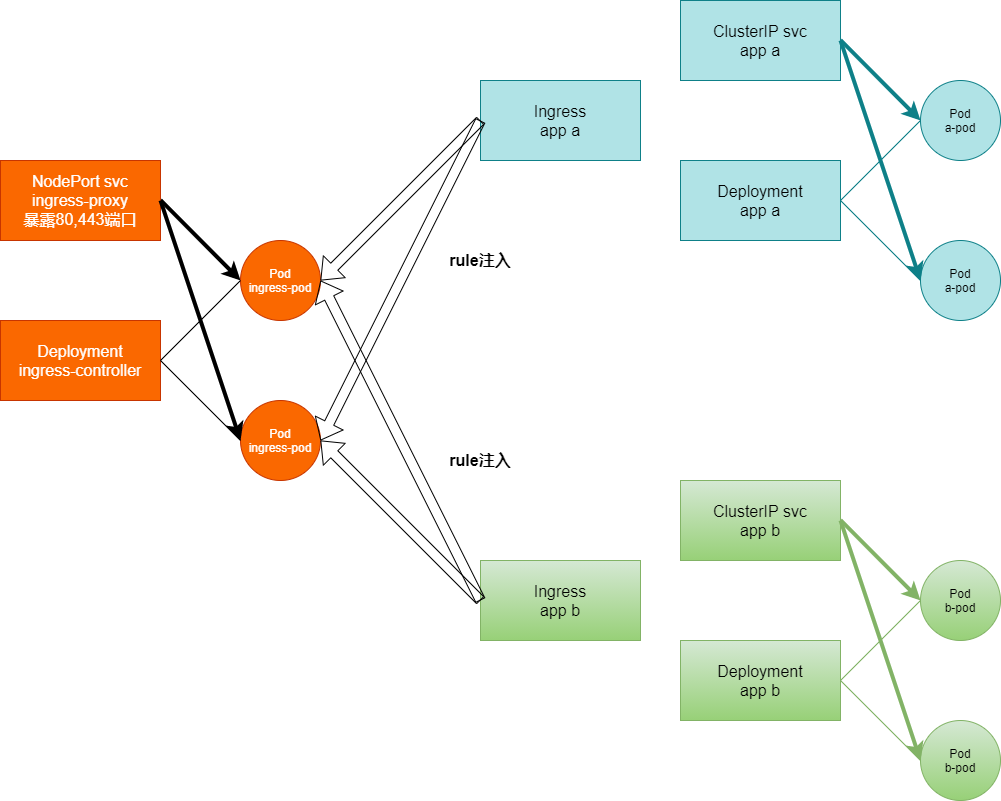 NodePort svc
ingress-proxy
暴露80,443端口
Deployment
ingress-controller
Pod
ingress-pod
Pod
ingress-pod
Ingress
app a
rule注入
rule注入
Ingress
app b
ClusterIP svc
app a
Deployment
app a
Pod
a-pod
Pod
a-pod
ClusterIP svc
app b
Deployment
app b
Pod
b-pod
Pod
b-pod